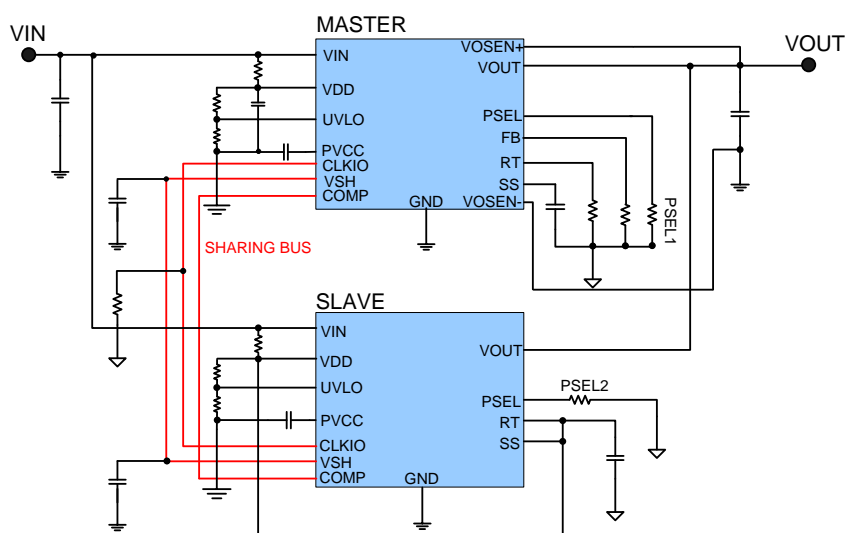 MASTER
VIN
VOUT
VIN
VDD
UVLO
PVCC
CLKIO
VSH
COMP
GND
VOSEN+
VOUT
PSEL
FB
RT
SS
VOSEN-
PSEL1
SHARING BUS
SLAVE
VIN
VDD
UVLO
PVCC
CLKIO
VSH
COMP
GND
VOUT
PSEL
RT
SS
PSEL2